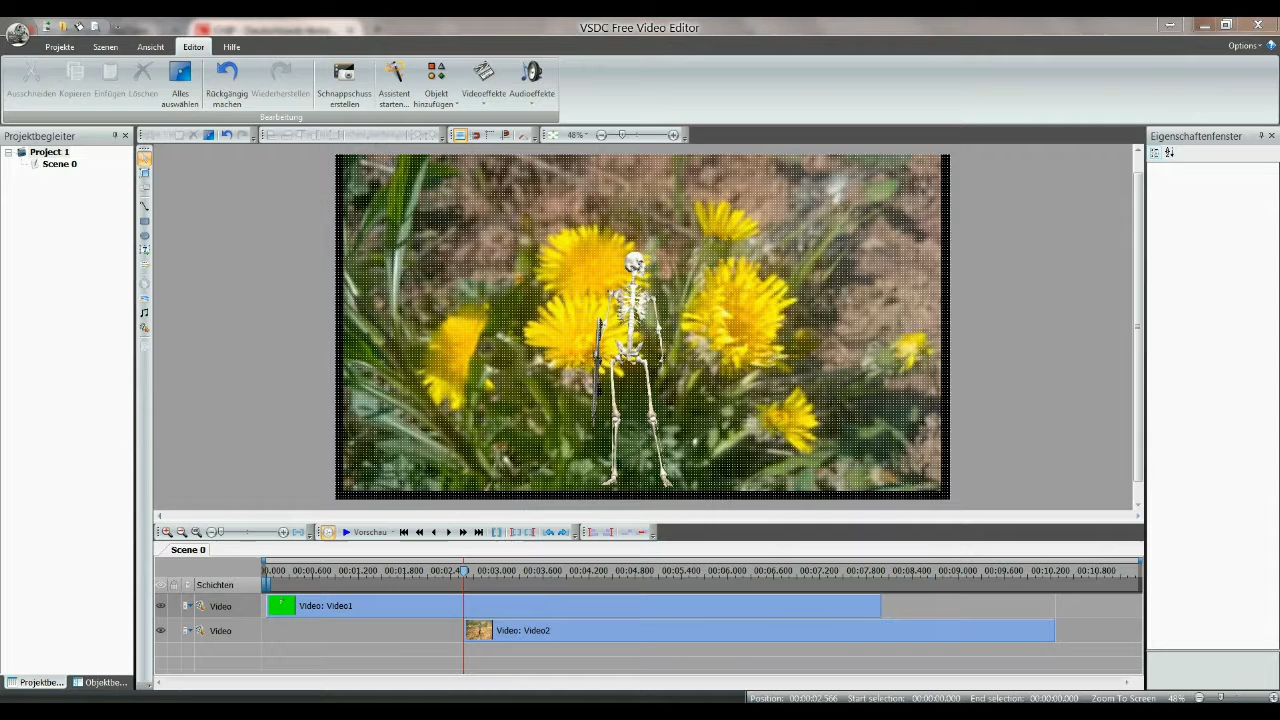 VSDC Free Video Editor
Projekte Szenen Ansicht Editor Hilfe
Options
Ausschneiden Kopieren Einfügen Löschen Alles auswählen Rückgängig machen Wiederherstellen Schnappschuss erstellen Assistent starten... Objekt hinzufügen Videoeffekte Audioeffekte
Bearbeitung
Projektbegleiter
48%
Eigenschaftenfenster
Project 1
Scene 0
Vorschau
Scene 0
00:00.600 00:01.200 00:01.800 00:03.000 00:03.600 00:04.200 00:04.800 00:05.400 00:06.000 00:06.600 00:07.200 00:07.800 00:08.400 00:09.000 00:09.600 00:10.200 00:10.800
Schichten
Video Video: Video1
Video Video: Video2
Projektbe... Objektbe...
Position: 00:00:02.566 Start selection: 00:00:00.000 End selection: 00:00:00.000 Zoom To Screen 48%